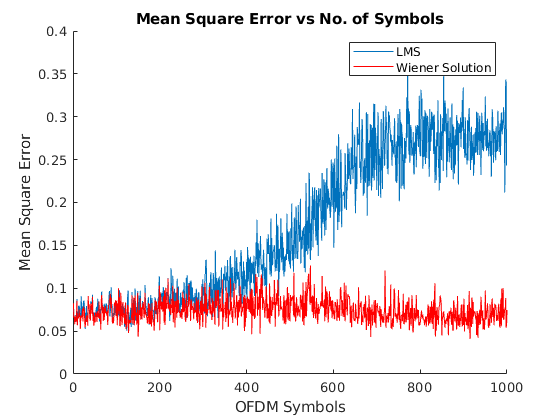 Mean Square Error vs No. of Symbols
LMS
Wiener Solution
0.4
0.35
0.3
0.25
0.2
0.15
0.1
0.05
0
Mean Square Error
0 200 400 600 800 1000
OFDM Symbols